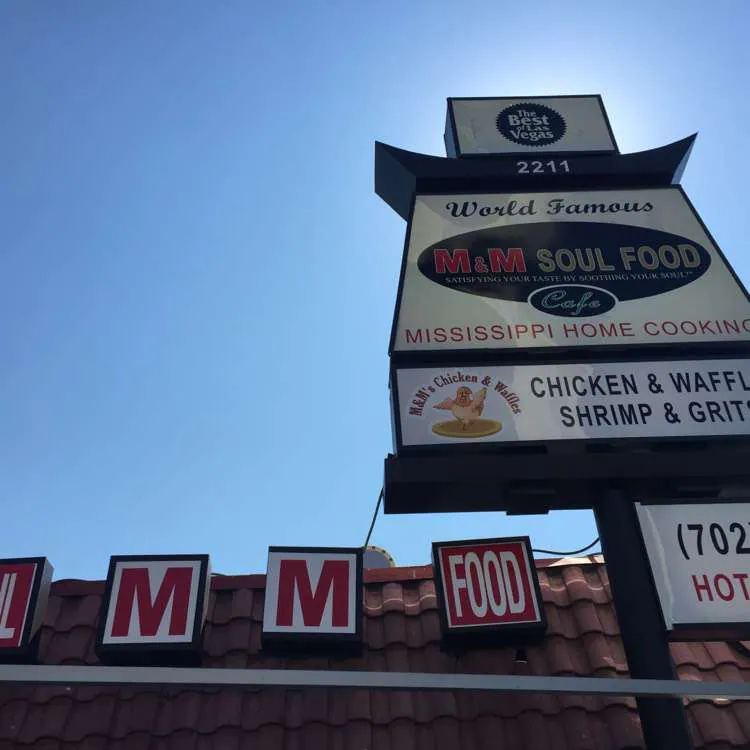 The
Best
of Las
Vegas
2211
World Famous
M&M SOUL FOOD
SATISFYING YOUR TASTE BY SOOTHING YOUR SOUL!"
Cafe
MISSISSIPPI HOME COOKING
M&M's Chicken & Waffles
CHICKEN & WAFFL
SHRIMP & GRITS
(702)
HOT
L
M
M
FOOD